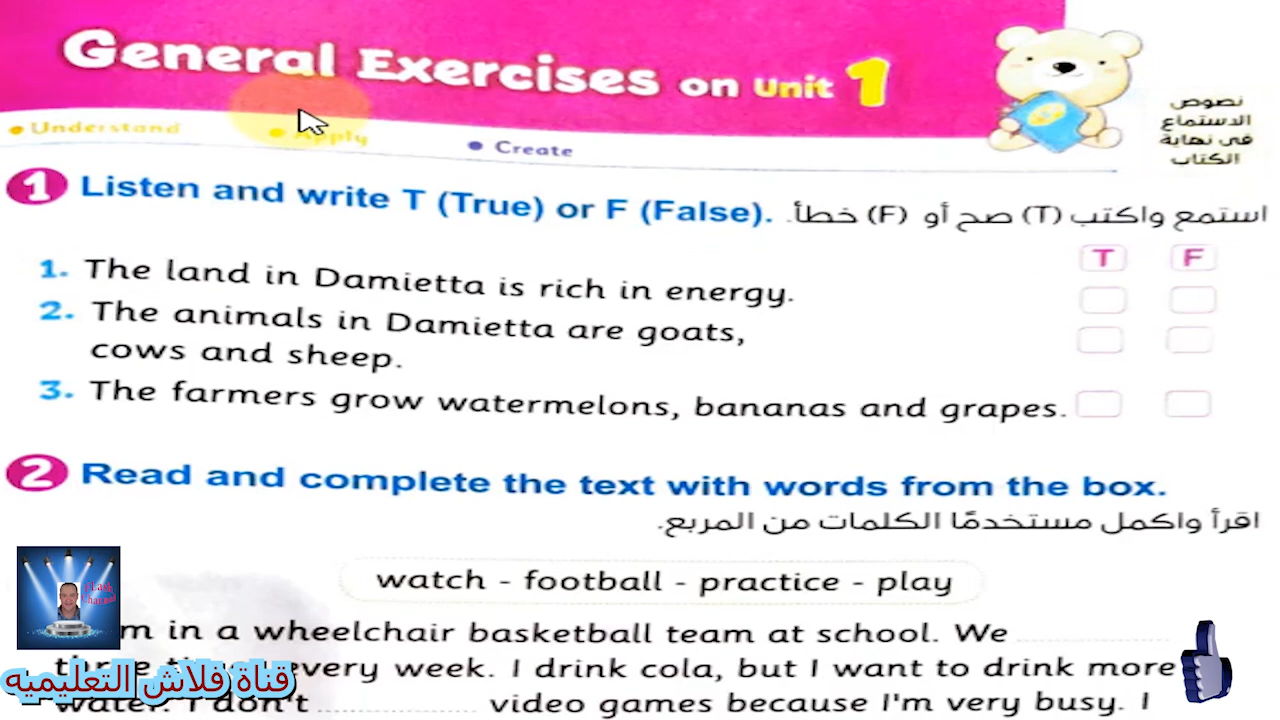 General Exercises on Unit 1
نصوص
الاستماع
فى نهاية
الكتاب
Understand Apply Create
1 Listen and write T (True) or F (False). استمع واكتب (T) صح أو (F) خطأ.
T F
1. The land in Damietta is rich in energy.
2. The animals in Damietta are goats,
cows and sheep.
3. The farmers grow watermelons, bananas and grapes.
2 Read and complete the text with words from the box.
اقرأ واكمل مستخدمًا الكلمات من المربع.
watch - football - practice - play
in a wheelchair basketball team at school. We
every week. I drink cola, but I want to drink more
water. I don't video games because I'm very busy. I
Flash
Channel
قناة فلاش التعليميه